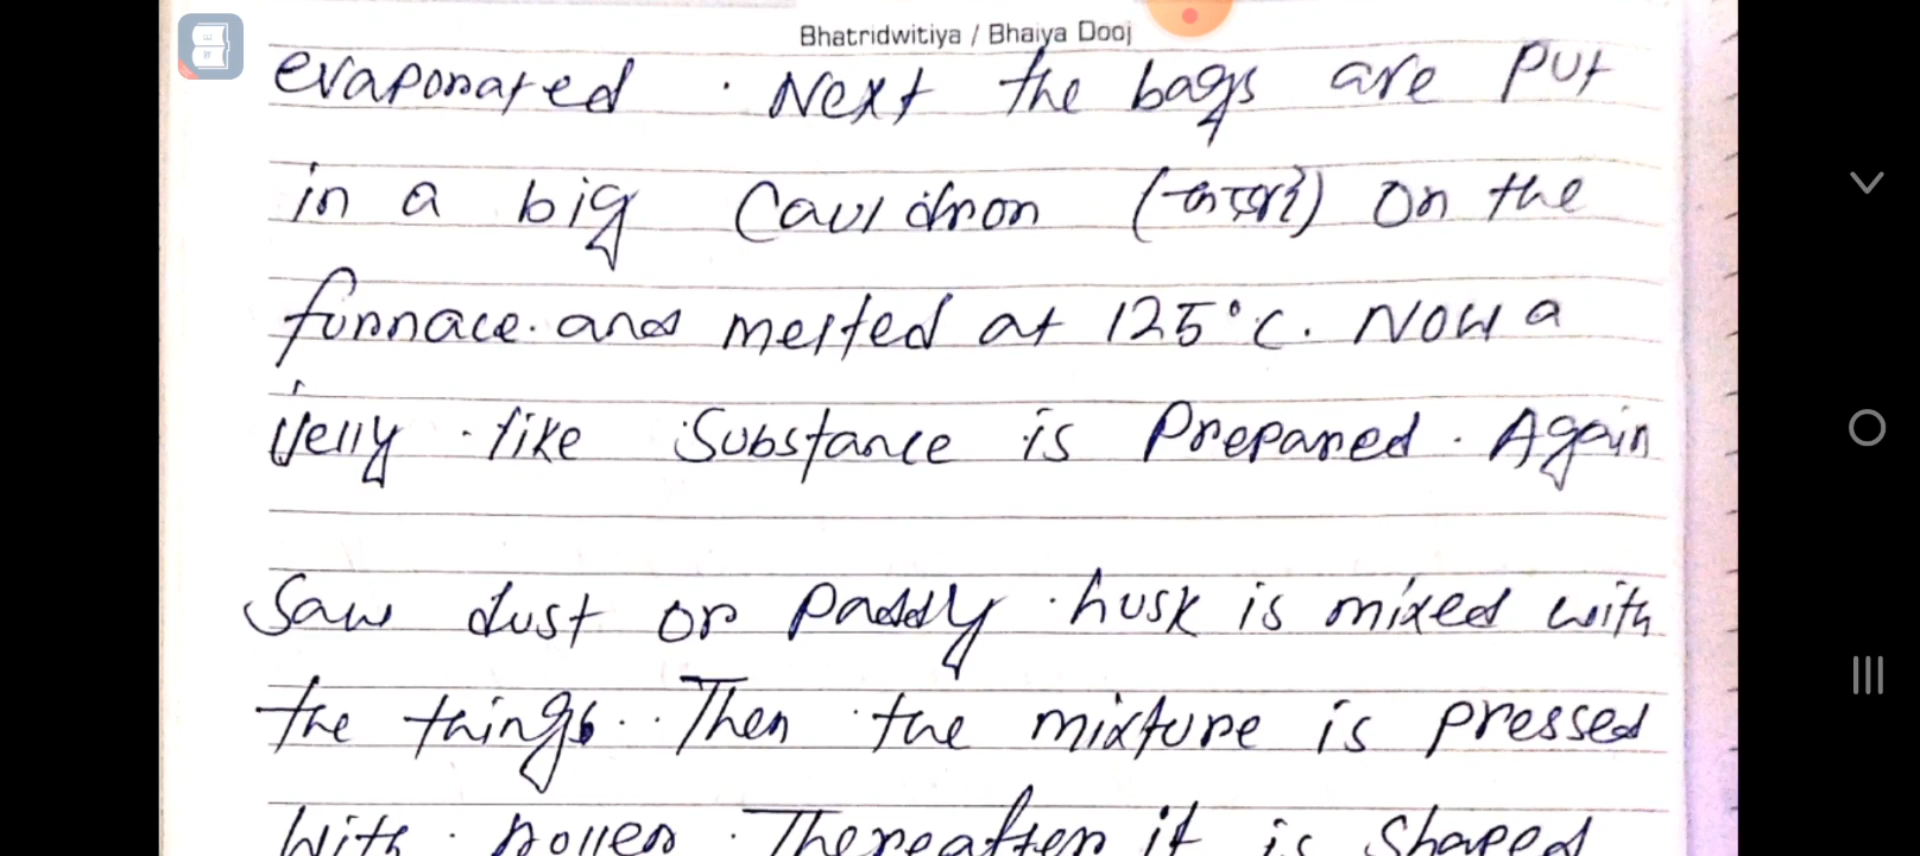 Bhatridwitiya / Bhaiya Dooj
evaporated. Next the bags are put
in a big Cauldron () on the
furnace. and melted at 125°C. Now a
jelly like Substance is Prepared. Again
Saw dust or paddy husk is mixed with
the things. Then the mixture is pressed
with roller. Thereafter it is shaped